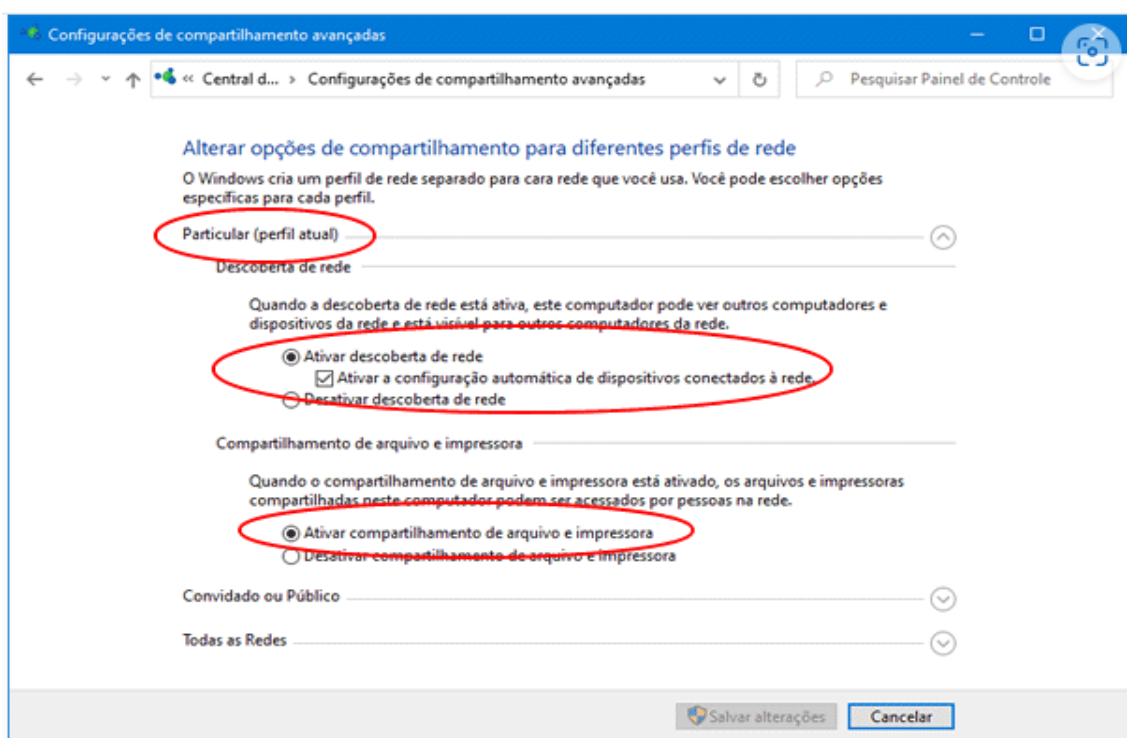 Configurações de compartilhamento avançadas
« Central d... › Configurações de compartilhamento avançadas
Pesquisar Painel de Controle
Alterar opções de compartilhamento para diferentes perfis de rede
O Windows cria um perfil de rede separado para cara rede que você usa. Você pode escolher opções
específicas para cada perfil.
Particular (perfil atual)
Descoberta de rede
Quando a descoberta de rede está ativa, este computador pode ver outros computadores e
dispositivos da rede e está visível para outros computadores da rede.
Ativar descoberta de rede
Ativar a configuração automática de dispositivos conectados à rede.
Desativar descoberta de rede
Compartilhamento de arquivo e impressora
Quando o compartilhamento de arquivo e impressora está ativado, os arquivos e impressoras
compartilhadas neste computador podem ser acessados por pessoas na rede.
Ativar compartilhamento de arquivo e impressora
Desativar compartilhamento de arquivo e impressora
Convidado ou Público
Todas as Redes
Salvar alterações
Cancelar